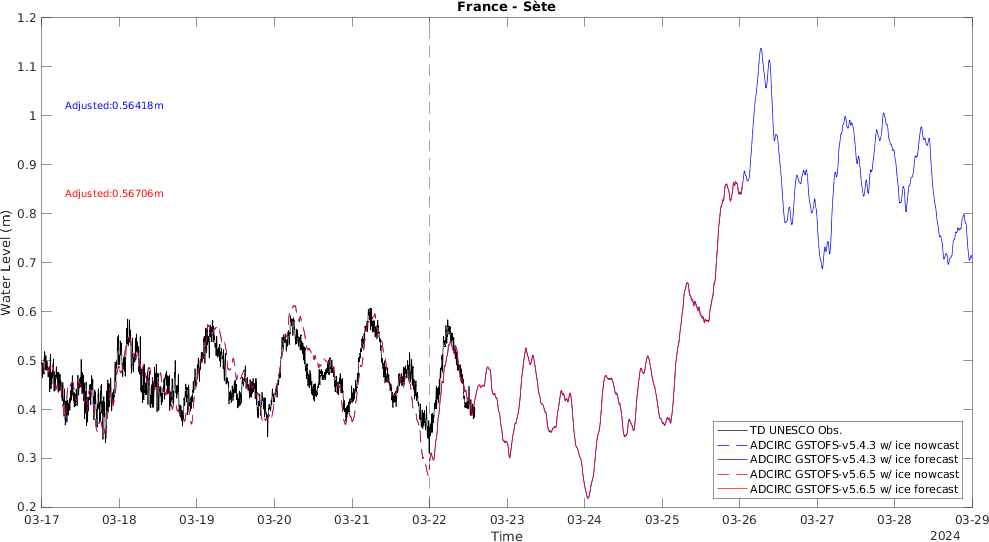 France - Sète
1.2
1.1
1
0.9
0.8
0.7
0.6
0.5
0.4
0.3
0.2
Water Level (m)
Adjusted:0.56418m
Adjusted:0.56706m
TD UNESCO Obs.
ADCIRC GSTOFS-v5.4.3 w/ ice nowcast
ADCIRC GSTOFS-v5.4.3 w/ ice forecast
ADCIRC GSTOFS-v5.6.5 w/ ice nowcast
ADCIRC GSTOFS-v5.6.5 w/ ice forecast
03-17 03-18 03-19 03-20 03-21 03-22 03-23 03-24 03-25 03-26 03-27 03-28 03-29
Time
2024